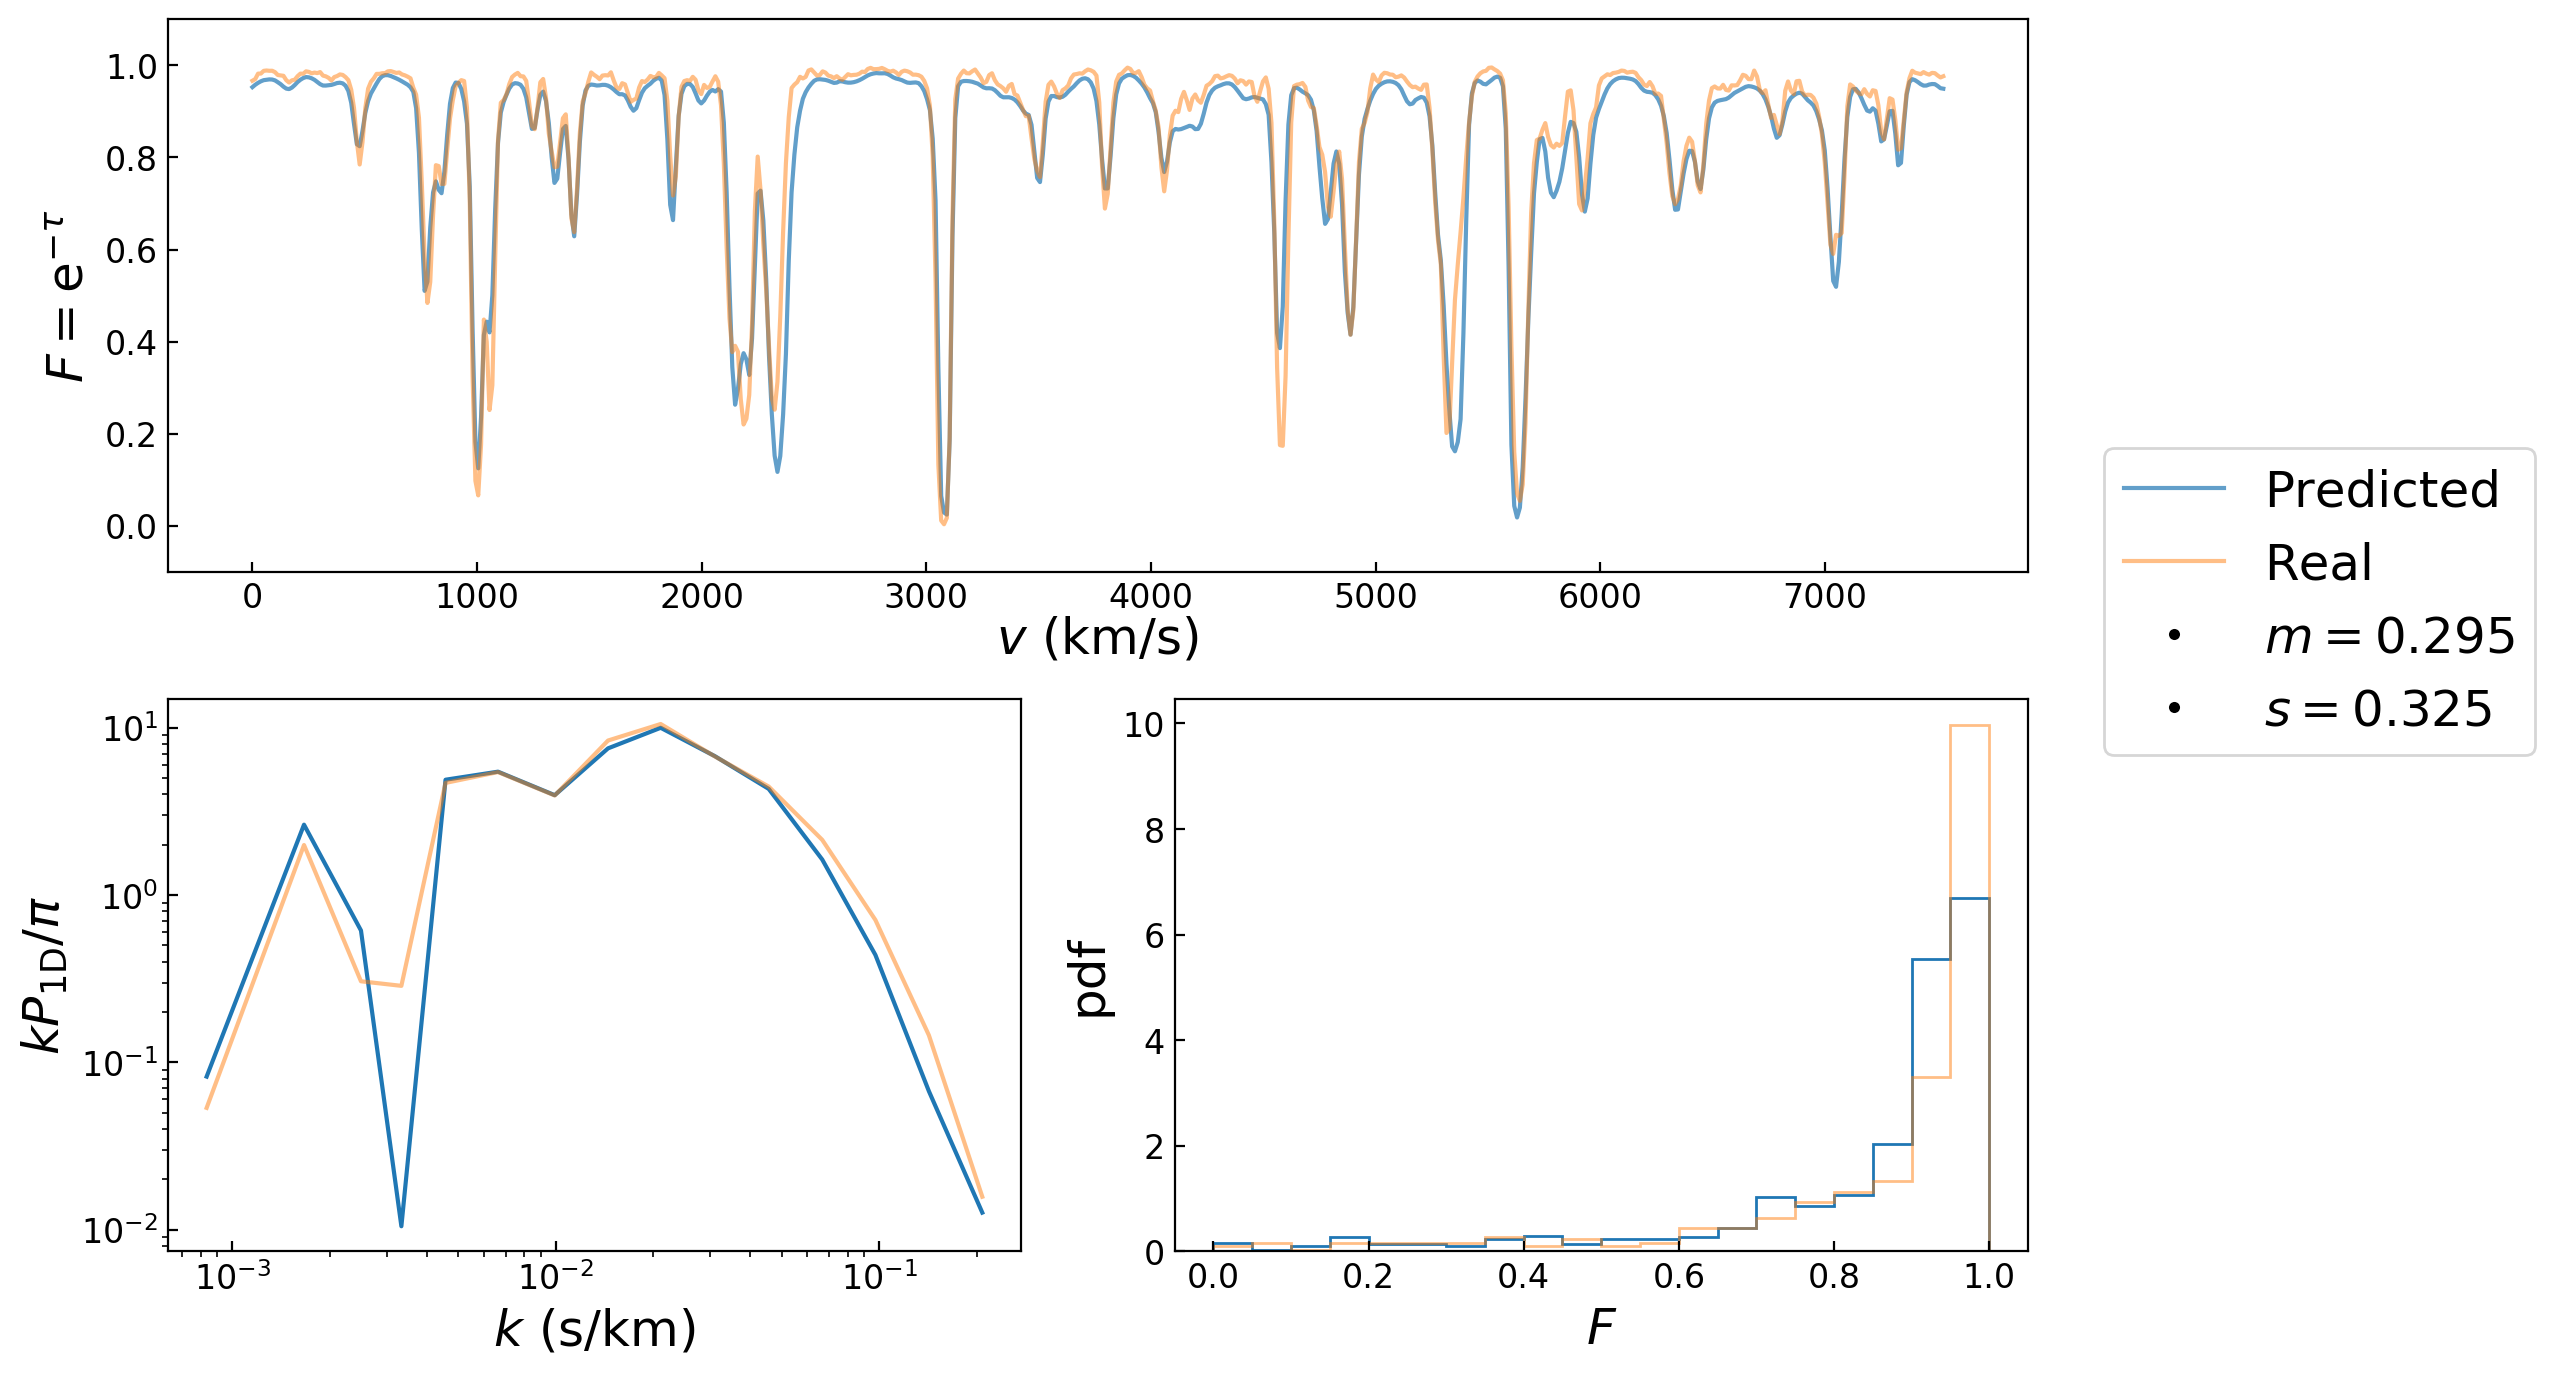 1.0
0.8
0.6
0.4
0.2
0.0
F = e^{−τ}
0 1000 2000 3000 4000 5000 6000 7000
v (km/s)
Predicted
Real
m = 0.295
s = 0.325
10^1
10^0
10^{−1}
10^{−2}
kP_{1D}/π
10^{−3} 10^{−2} 10^{−1}
k (s/km)
10
8
6
4
2
0
pdf
0.0 0.2 0.4 0.6 0.8 1.0
F